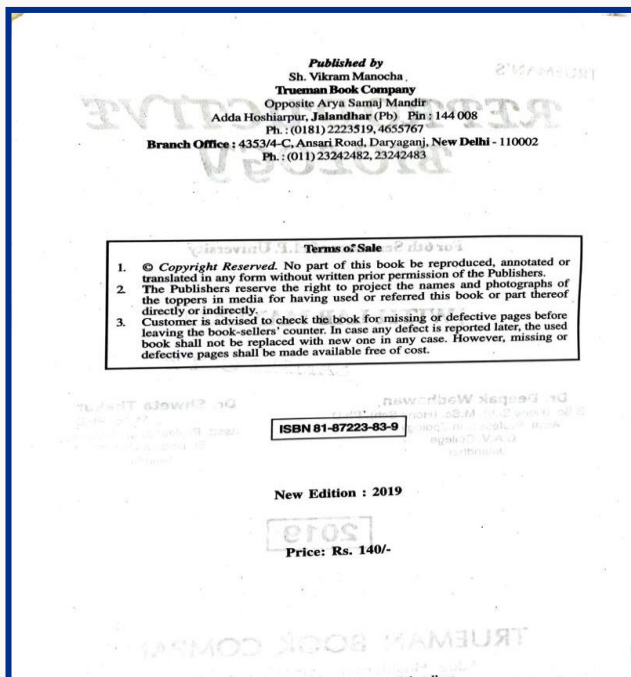 Published by
Sh. Vikram Manocha
Trueman Book Company
Opposite Arya Samaj Mandir
Adda Hoshiarpur, Jalandhar (Pb) Pin : 144 008
Ph. : (0181) 2223519, 4655767
Branch Office : 4353/4-C, Ansari Road, Daryaganj, New Delhi - 110002
Ph. : (011) 23242482, 23242483
Terms of Sale
1. © Copyright Reserved. No part of this book be reproduced, annotated or
translated in any form without written prior permission of the Publishers.
2. The Publishers reserve the right to project the names and photographs of
the toppers in media for having used or referred this book or part thereof
directly or indirectly.
3. Customer is advised to check the book for missing or defective pages before
leaving the book-sellers' counter. In case any defect is reported later, the used
book shall not be replaced with new one in any case. However, missing or
defective pages shall be made available free of cost.
ISBN 81-87223-83-9
New Edition : 2019
Price: Rs. 140/-